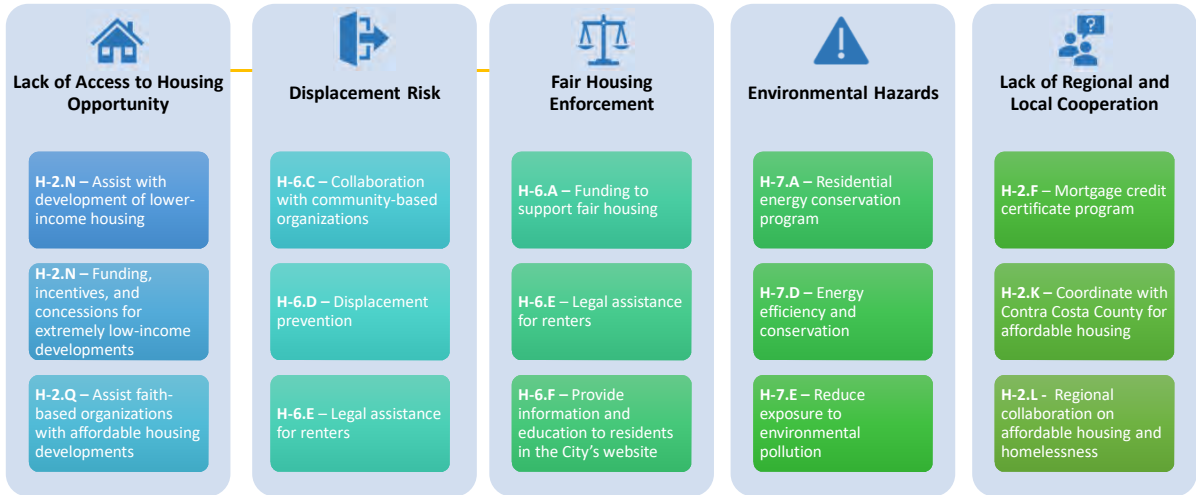 Lack of Access to Housing
Opportunity
H-2.N – Assist with
development of lower-
income housing
H-2.N – Funding,
incentives, and
concessions for
extremely low-income
developments
H-2.Q – Assist faith-
based organizations
with affordable housing
developments
Displacement Risk
H-6.C – Collaboration
with community-based
organizations
H-6.D – Displacement
prevention
H-6.E – Legal assistance
for renters
Fair Housing
Enforcement
H-6.A – Funding to
support fair housing
H-6.E – Legal assistance
for renters
H-6.F – Provide
information and
education to residents
in the City’s website
Environmental Hazards
H-7.A – Residential
energy conservation
program
H-7.D – Energy
efficiency and
conservation
H-7.E – Reduce
exposure to
environmental
pollution
?
Lack of Regional and
Local Cooperation
H-2.F – Mortgage credit
certificate program
H-2.K – Coordinate with
Contra Costa County for
affordable housing
H-2.L - Regional
collaboration on
affordable housing and
homelessness